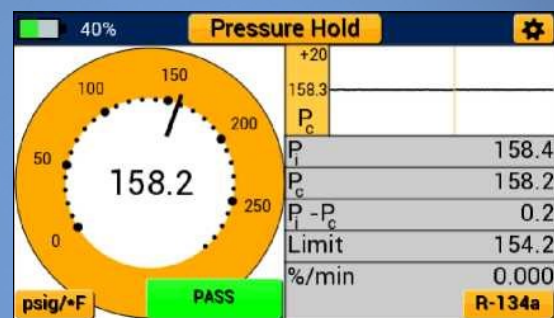 40%
Pressure Hold
+20
158.3
Pc
0
50
100
150
200
250
158.2
Pi 158.4
Pc 158.2
Pi -Pc 0.2
Limit 154.2
%/min 0.000
psig/°F
PASS
R-134a